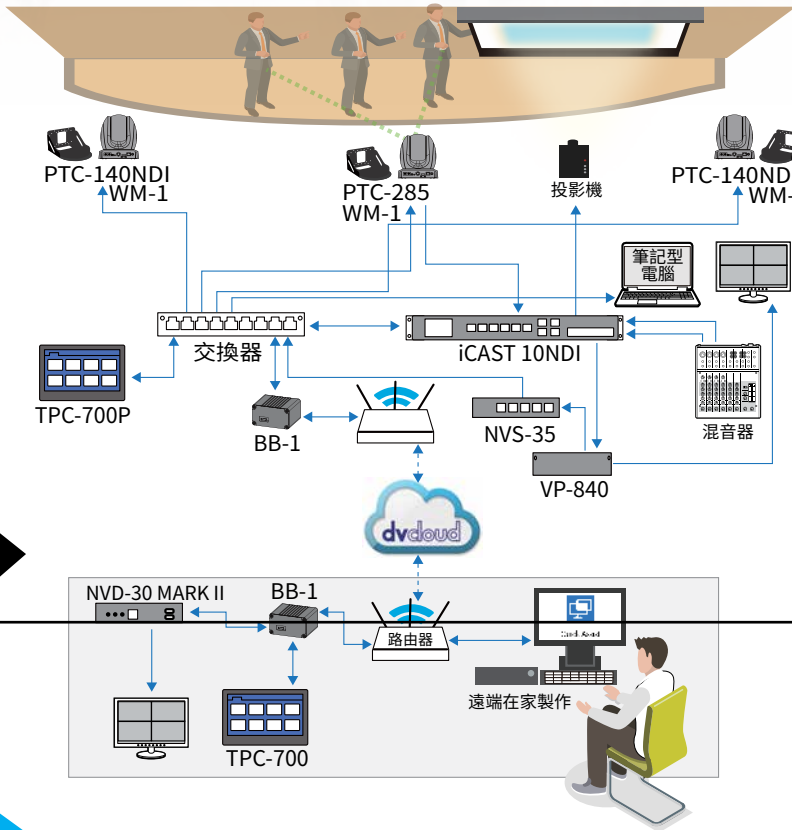 PTC-140NDI
WM-1
PTC-285
WM-1
投影機
PTC-140ND
WM-
筆記型
電腦
交換器
iCAST 10NDI
TPC-700P
BB-1
NVS-35
混音器
VP-840
dvcloud
NVD-30 MARK II
BB-1
路由器
遠端在家製作
TPC-700